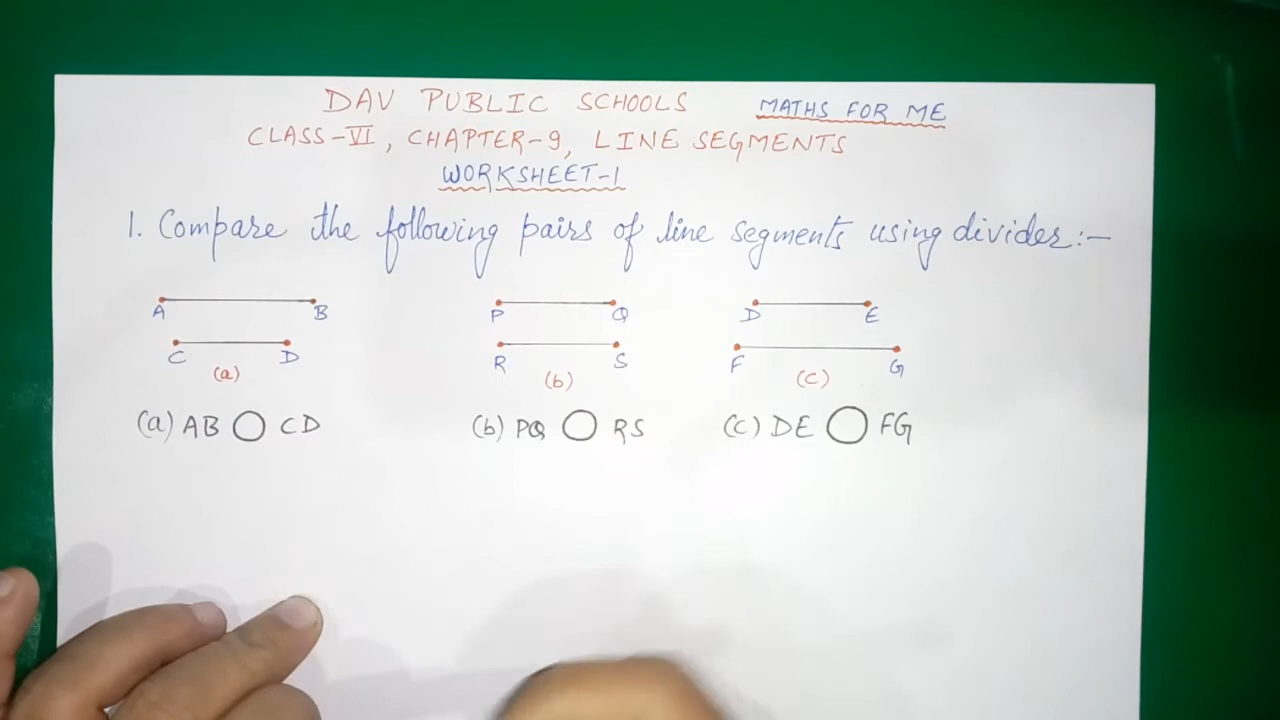 DAV PUBLIC SCHOOLS MATHS FOR ME
CLASS-VI, CHAPTER-9, LINE SEGMENTS
WORKSHEET-1
1. Compare the following pairs of line segments using divider:-
A B P Q D E
C D R S F G
(a) (b) (c)
(a) AB ○ CD (b) PQ ○ RS (c) DE ○ FG